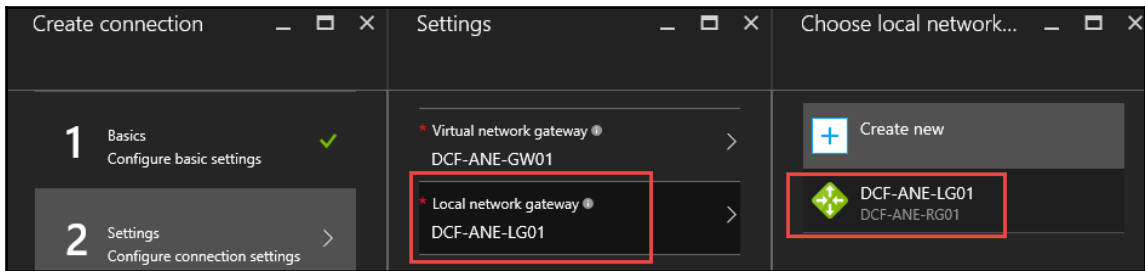 Create connection
1
Basics
Configure basic settings
2
Settings
Configure connection settings
Settings
* Virtual network gateway
DCF-ANE-GW01
* Local network gateway
DCF-ANE-LG01
Choose local network...
Create new
DCF-ANE-LG01
DCF-ANE-RG01